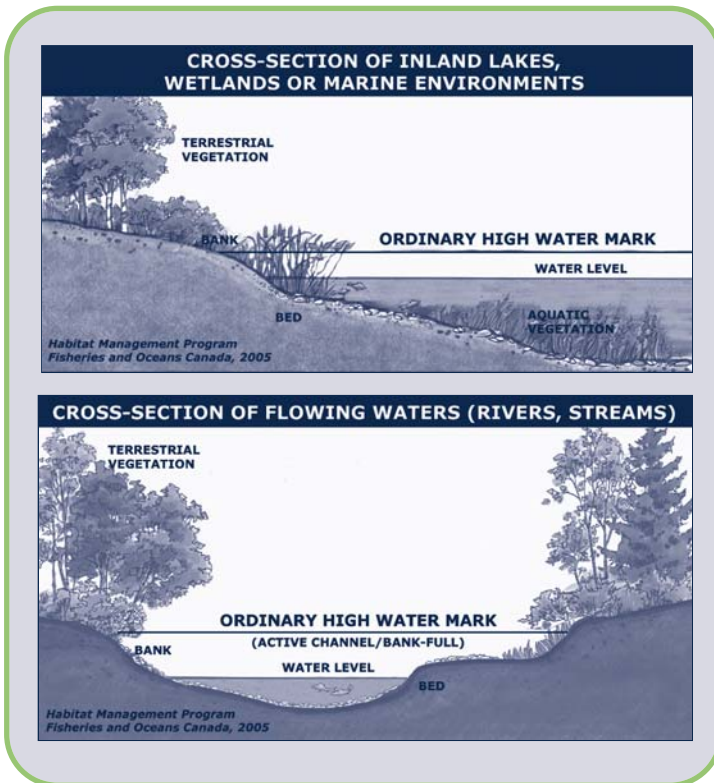 CROSS-SECTION OF INLAND LAKES,
WETLANDS OR MARINE ENVIRONMENTS
TERRESTRIAL
VEGETATION
BANK
ORDINARY HIGH WATER MARK
WATER LEVEL
BED
AQUATIC
VEGETATION
Habitat Management Program
Fisheries and Oceans Canada, 2005
CROSS-SECTION OF FLOWING WATERS (RIVERS, STREAMS)
TERRESTRIAL
VEGETATION
ORDINARY HIGH WATER MARK
(ACTIVE CHANNEL/BANK-FULL)
BANK
WATER LEVEL
BED
Habitat Management Program
Fisheries and Oceans Canada, 2005